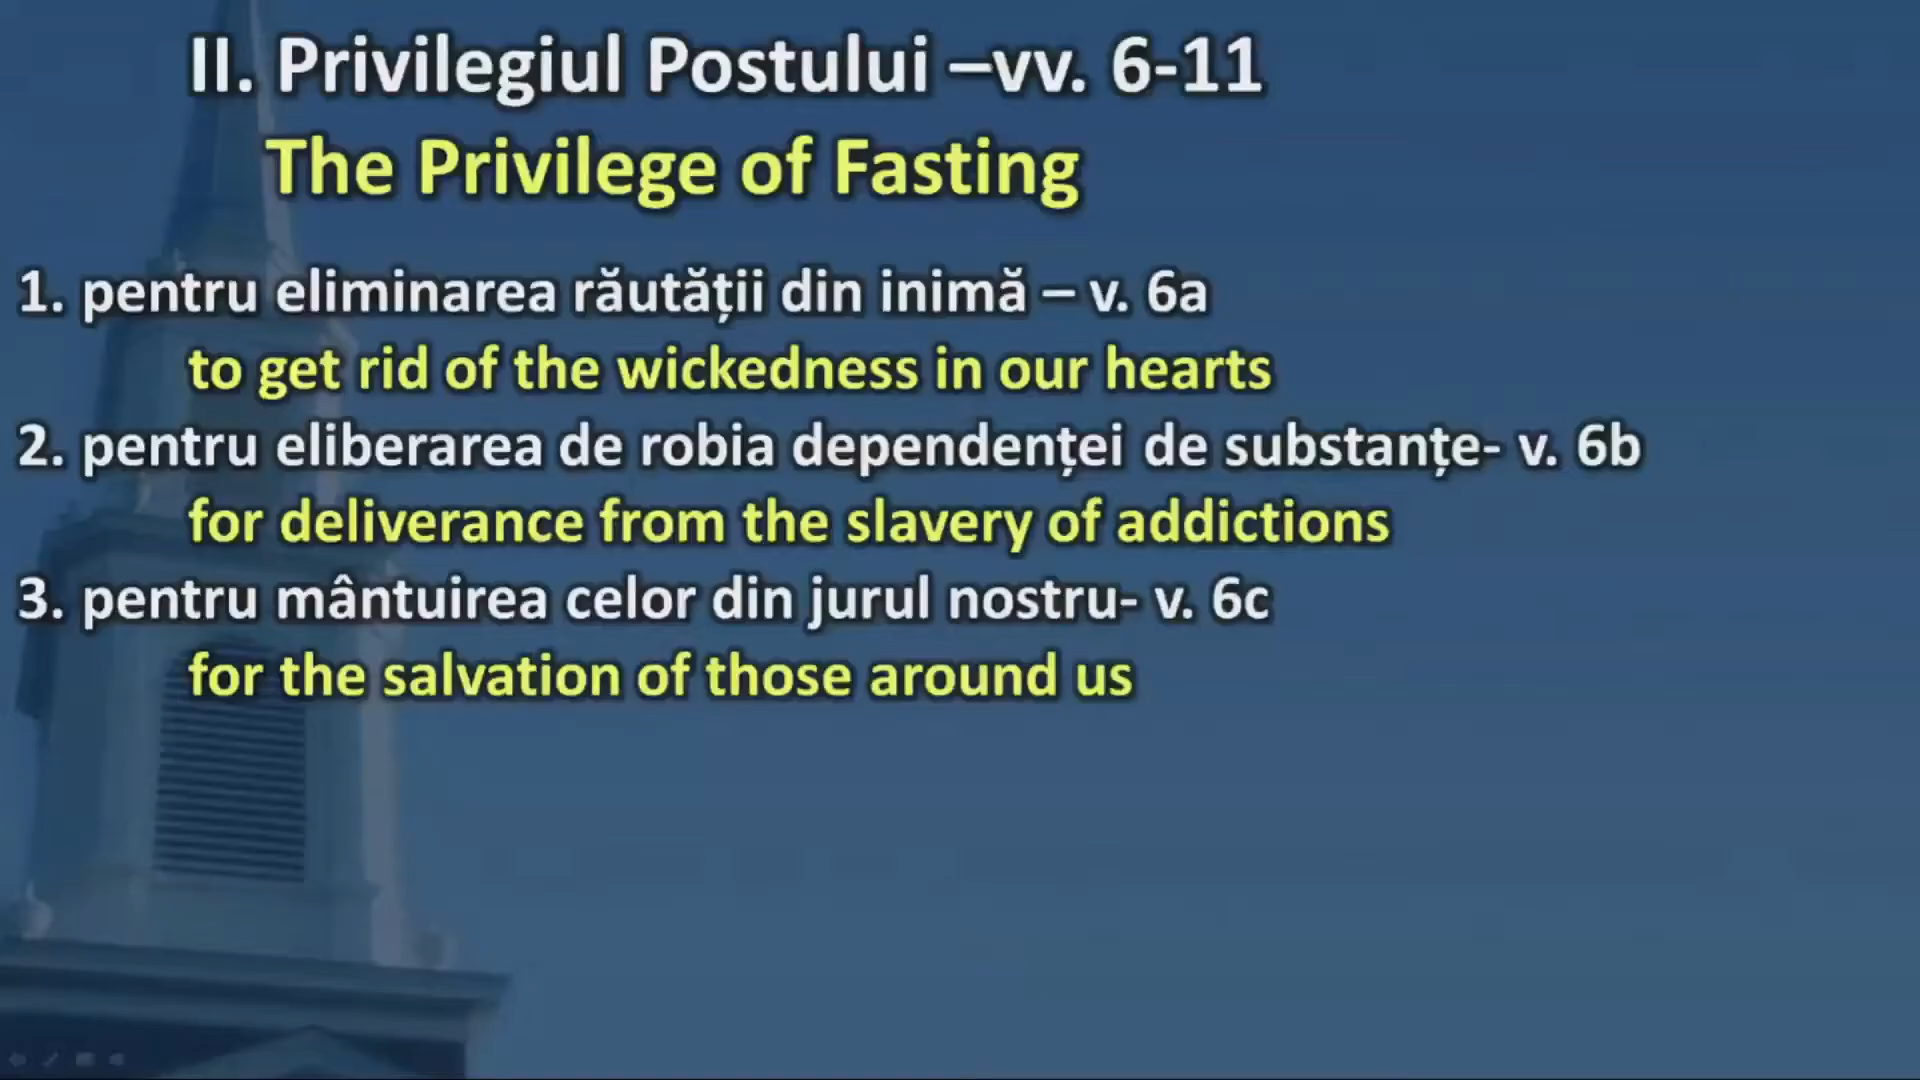 II. Privilegiul Postului –vv. 6-11
The Privilege of Fasting
1. pentru eliminarea răutății din inimă – v. 6a
to get rid of the wickedness in our hearts
2. pentru eliberarea de robia dependenței de substanțe- v. 6b
for deliverance from the slavery of addictions
3. pentru mântuirea celor din jurul nostru- v. 6c
for the salvation of those around us